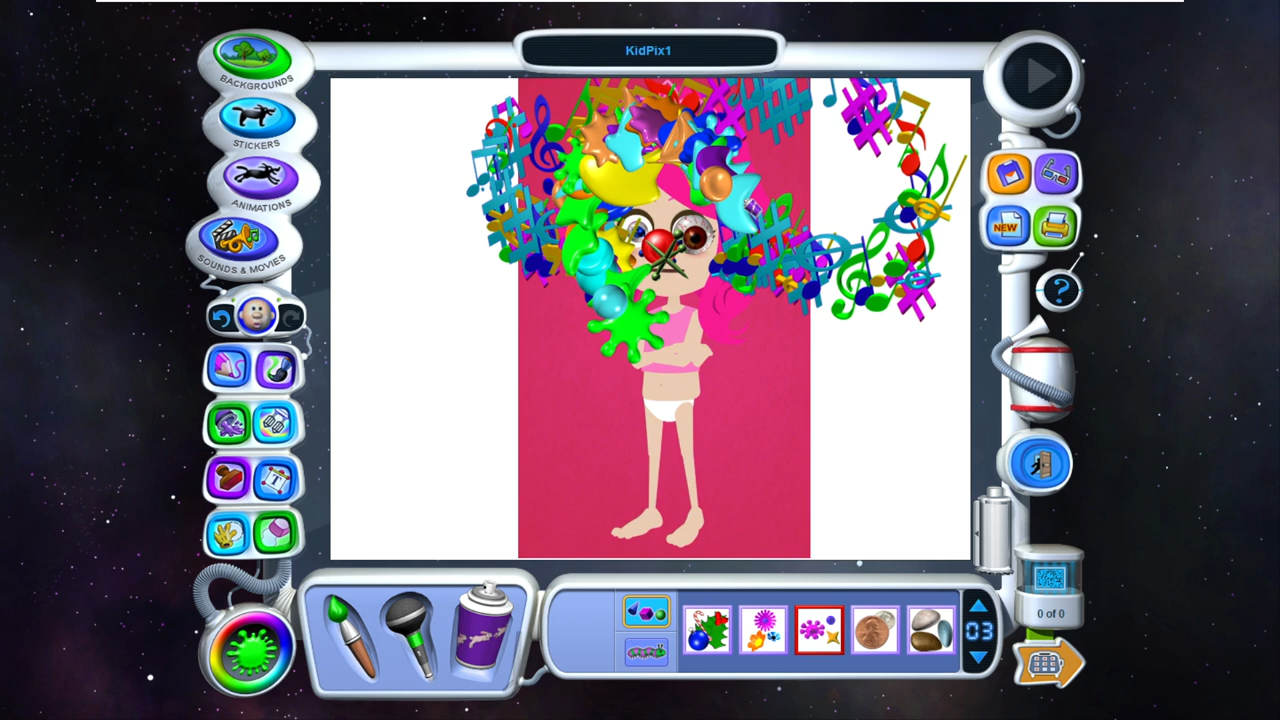 KidPix1
BACKGROUNDS
STICKERS
ANIMATIONS
SOUNDS & MOVIES
NEW
T
0 of 0
03